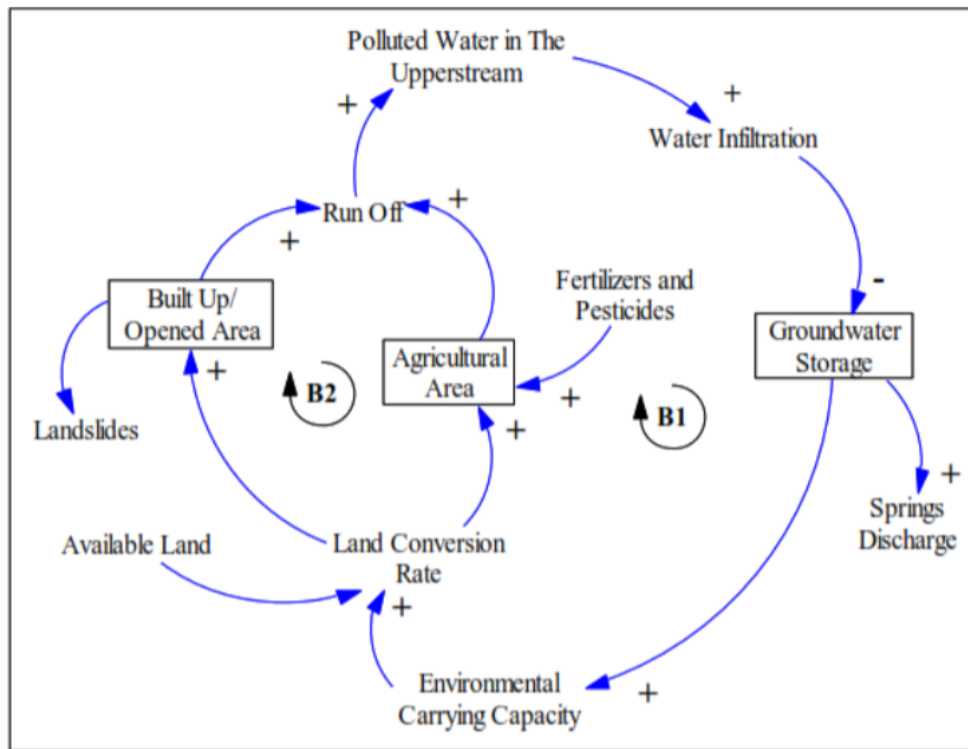 Polluted Water in The
Upperstream
+
+
Water Infiltration
Run Off
+
+
Fertilizers and
Pesticides
-
Built Up/
Opened Area
Groundwater
Storage
Agricultural
Area
+
B2
+
B1
Landslides
+
+
Springs
Discharge
Available Land
Land Conversion
Rate
+
Environmental
Carrying Capacity
+